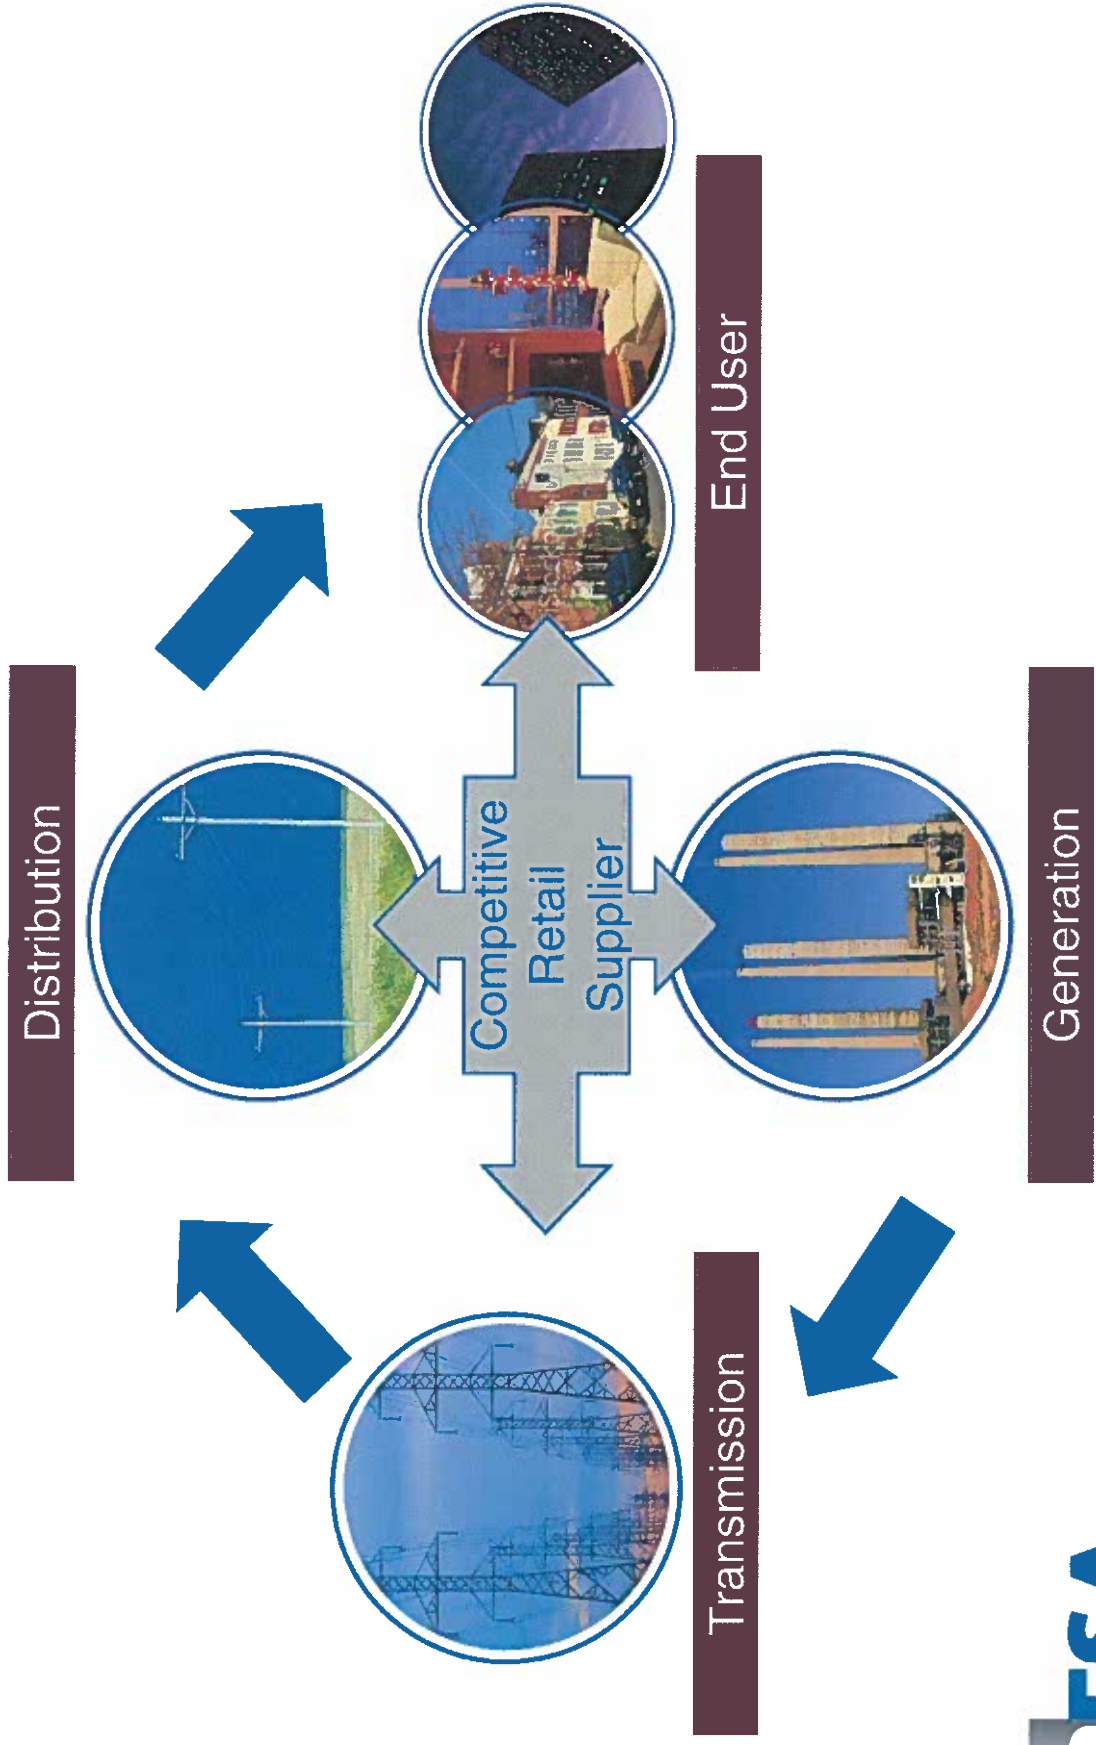 Distribution
Competitive
Retail
Supplier
End User
Transmission
Generation